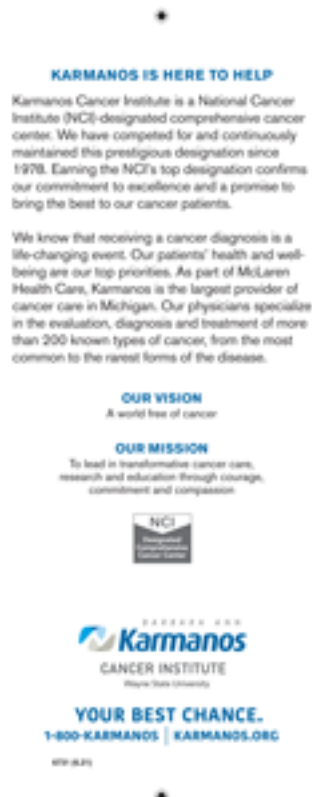 KARMANOS IS HERE TO HELP
Karmanos Cancer Institute is a National Cancer
Institute (NCI)-designated comprehensive cancer
center. We have competed for and continuously
maintained this prestigious designation since
1978. Earning the NCI's top designation confirms
our commitment to excellence and a promise to
bring the best to our cancer patients.
We know that receiving a cancer diagnosis is a
life-changing event. Our patients' health and well-
being are our top priorities. As part of McLaren
Health Care, Karmanos is the largest provider of
cancer care in Michigan. Our physicians specialize
in the evaluation, diagnosis and treatment of more
than 200 known types of cancer, from the most
common to the rarest forms of the disease.
OUR VISION
A world free of cancer
OUR MISSION
To lead in transformative cancer care,
research and education through courage,
commitment and compassion
NCI
Designated
Comprehensive
Cancer Center
BARBARA ANN
Karmanos
CANCER INSTITUTE
Wayne State University
YOUR BEST CHANCE.
1-800-KARMANOS | KARMANOS.ORG